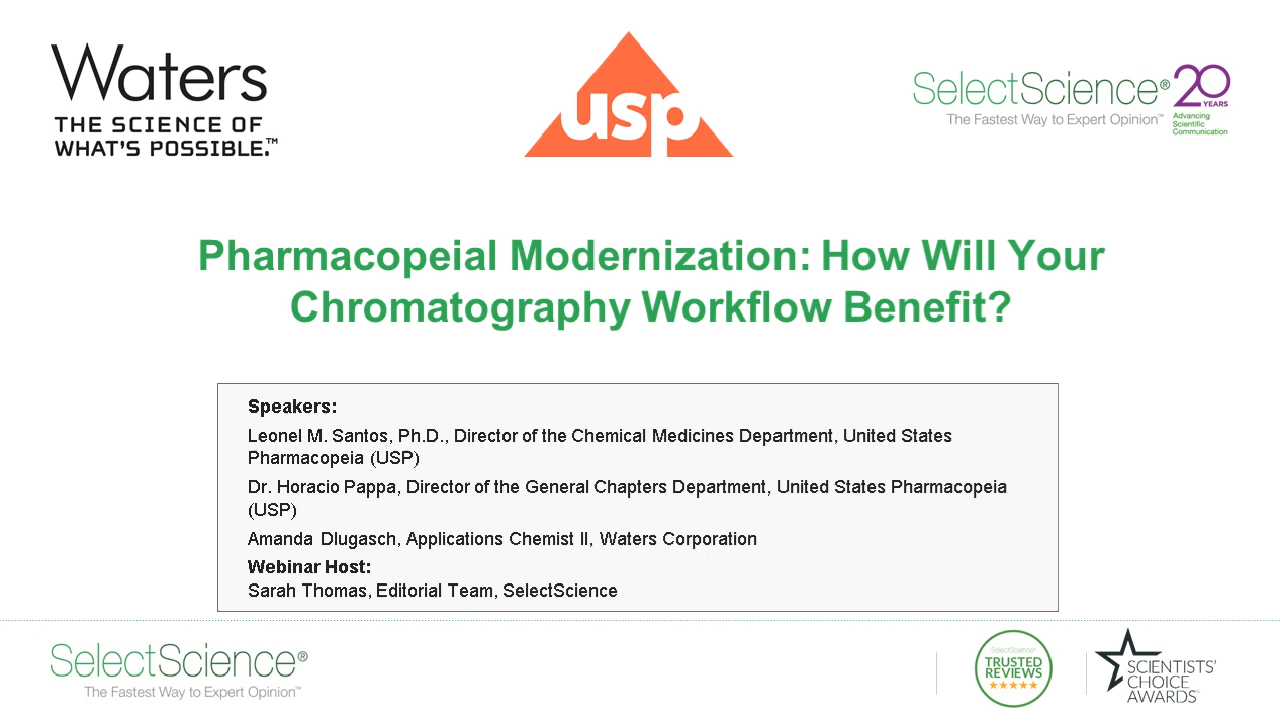 Waters
THE SCIENCE OF
WHAT'S POSSIBLE.™
usp
SelectScience®
The Fastest Way to Expert Opinion™
20
YEARS
Advancing
Scientific
Communication
Pharmacopeial Modernization: How Will Your
Chromatography Workflow Benefit?
Speakers:
Leonel M. Santos, Ph.D., Director of the Chemical Medicines Department, United States
Pharmacopeia (USP)
Dr. Horacio Pappa, Director of the General Chapters Department, United States Pharmacopeia
(USP)
Amanda Dlugasch, Applications Chemist II, Waters Corporation
Webinar Host:
Sarah Thomas, Editorial Team, SelectScience
SelectScience®
The Fastest Way to Expert Opinion™
SelectScience®
TRUSTED
REVIEWS
SCIENTISTS'
CHOICE
AWARDS